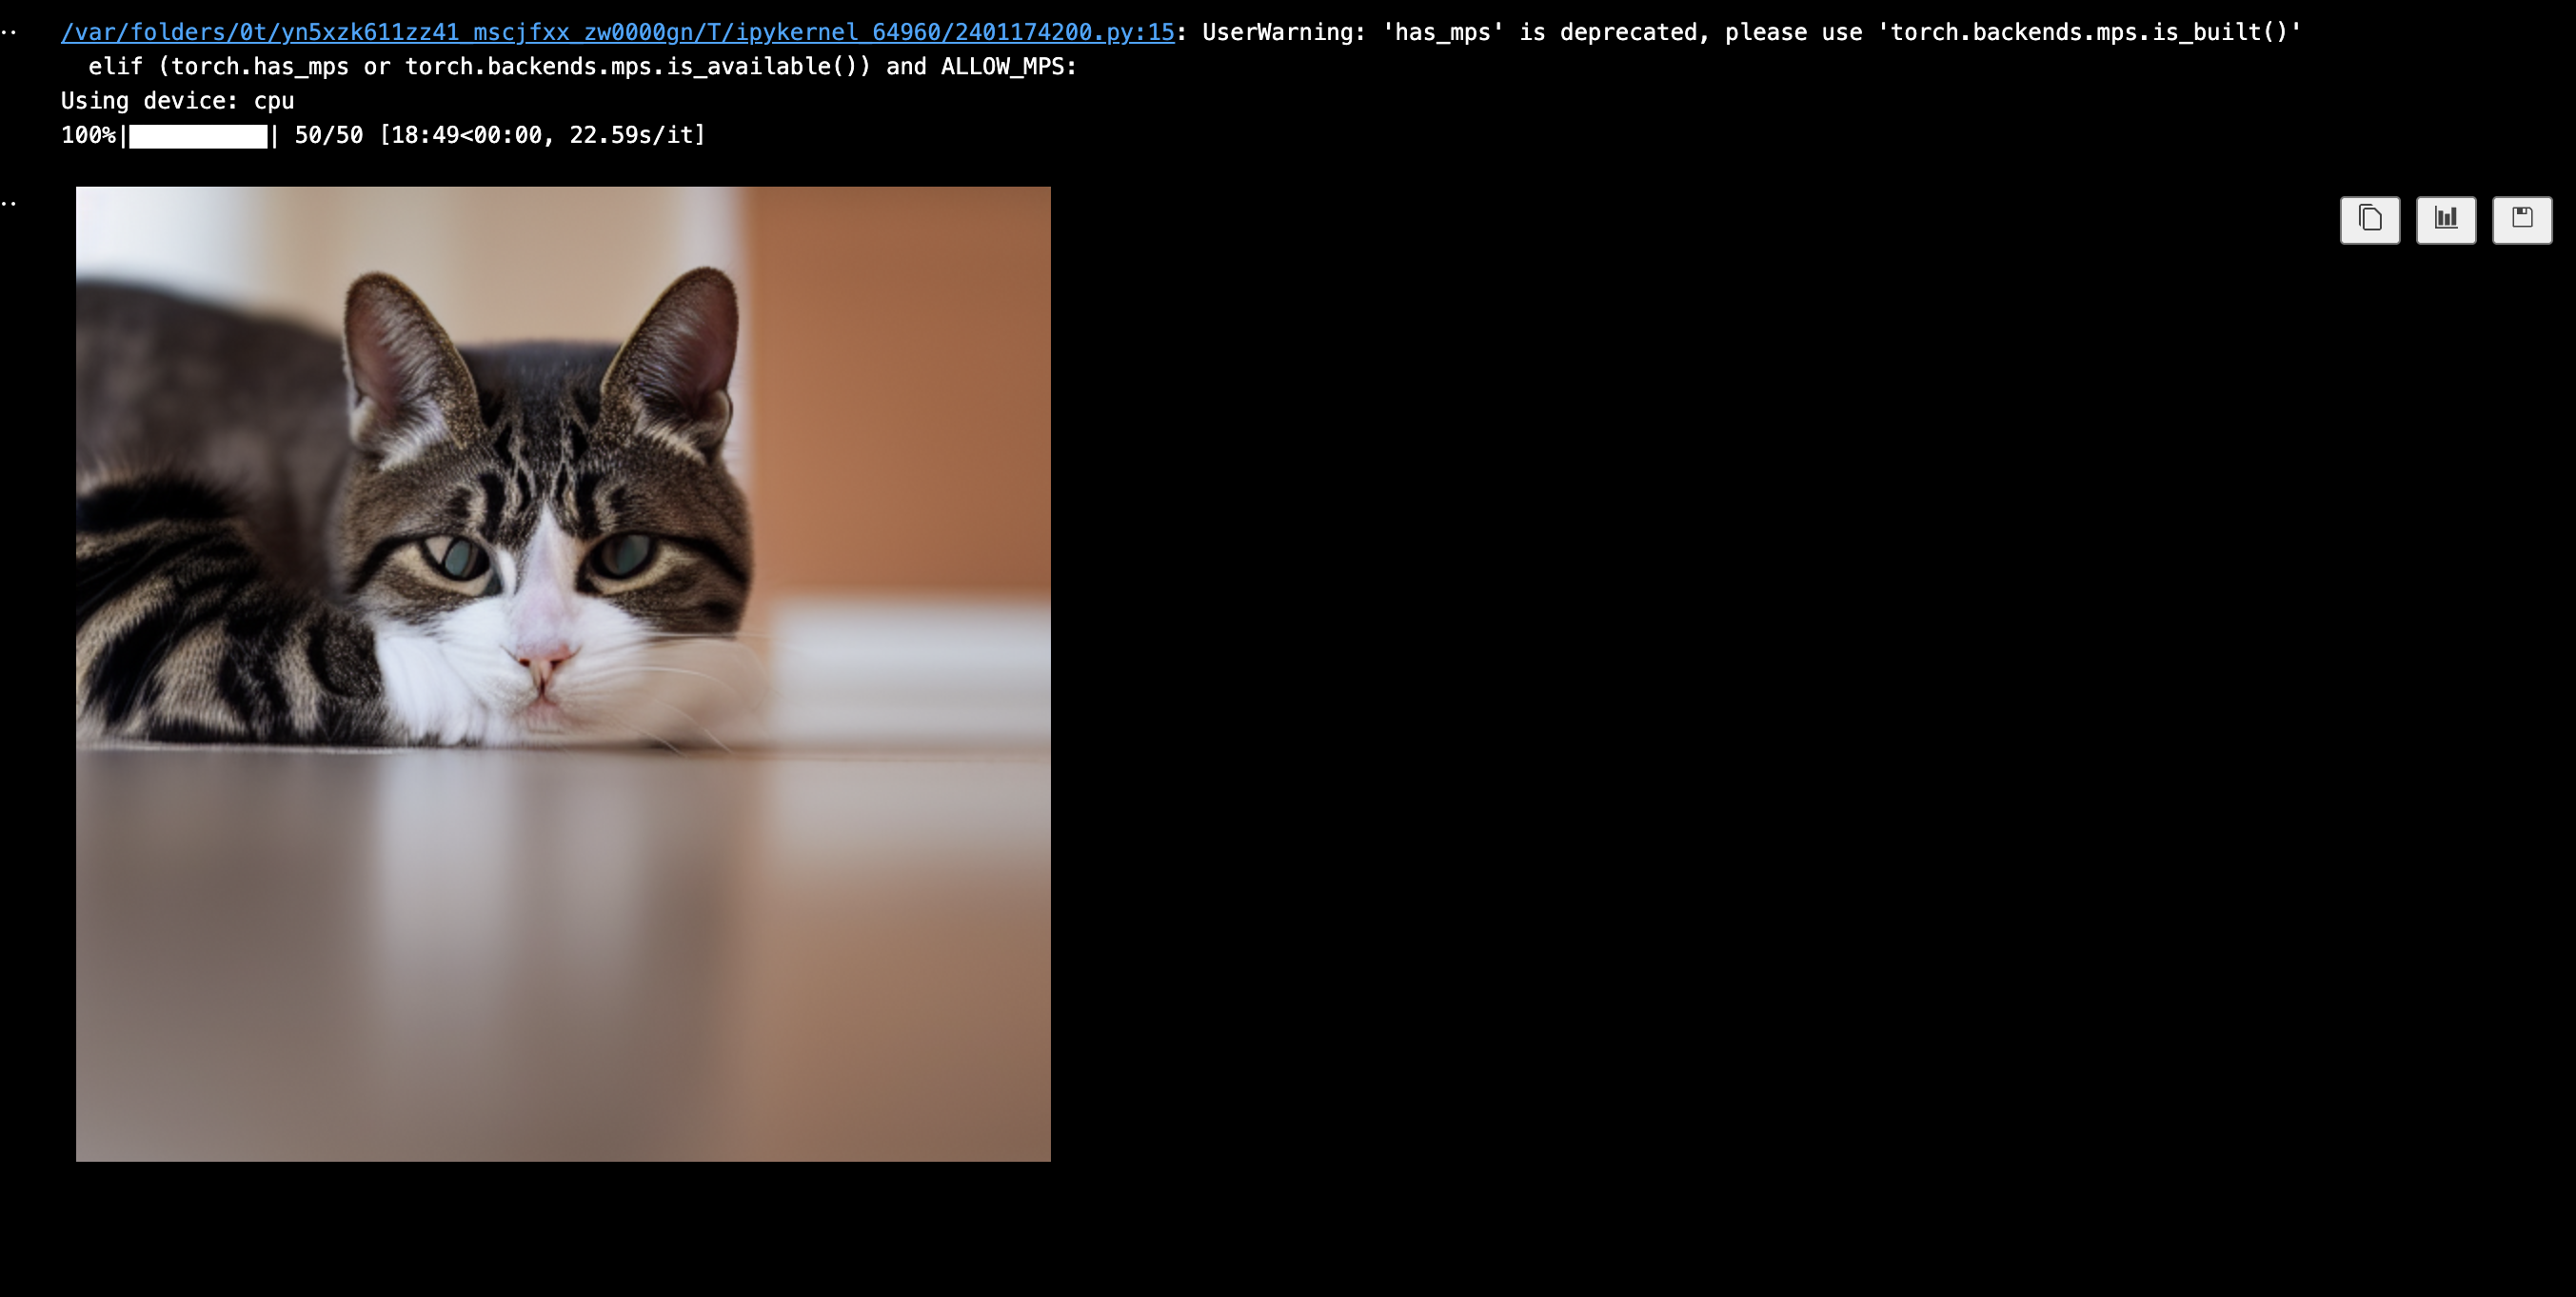 /var/folders/0t/yn5xzk611zz41_mscjfxx_zw0000gn/T/ipykernel_64960/2401174200.py:15: UserWarning: 'has_mps' is deprecated, please use 'torch.backends.mps.is_built()'
elif (torch.has_mps or torch.backends.mps.is_available()) and ALLOW_MPS:
Using device: cpu
100%|██████████| 50/50 [18:49<00:00, 22.59s/it]